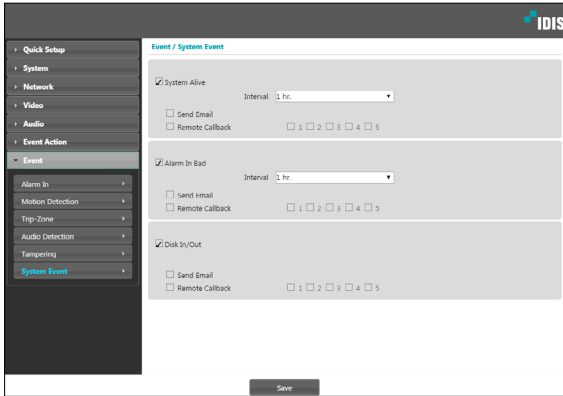 IDIS
Quick Setup
System
Network
Video
Audio
Event Action
Event
Alarm In
Motion Detection
Trip-Zone
Audio Detection
Tampering
System Event
Event / System Event
System Alive
Interval 1 hr.
Send Email
Remote Callback 1 2 3 4 5
Alarm In Bad
Interval 1 hr.
Send Email
Remote Callback 1 2 3 4 5
Disk In/Out
Send Email
Remote Callback 1 2 3 4 5
Save